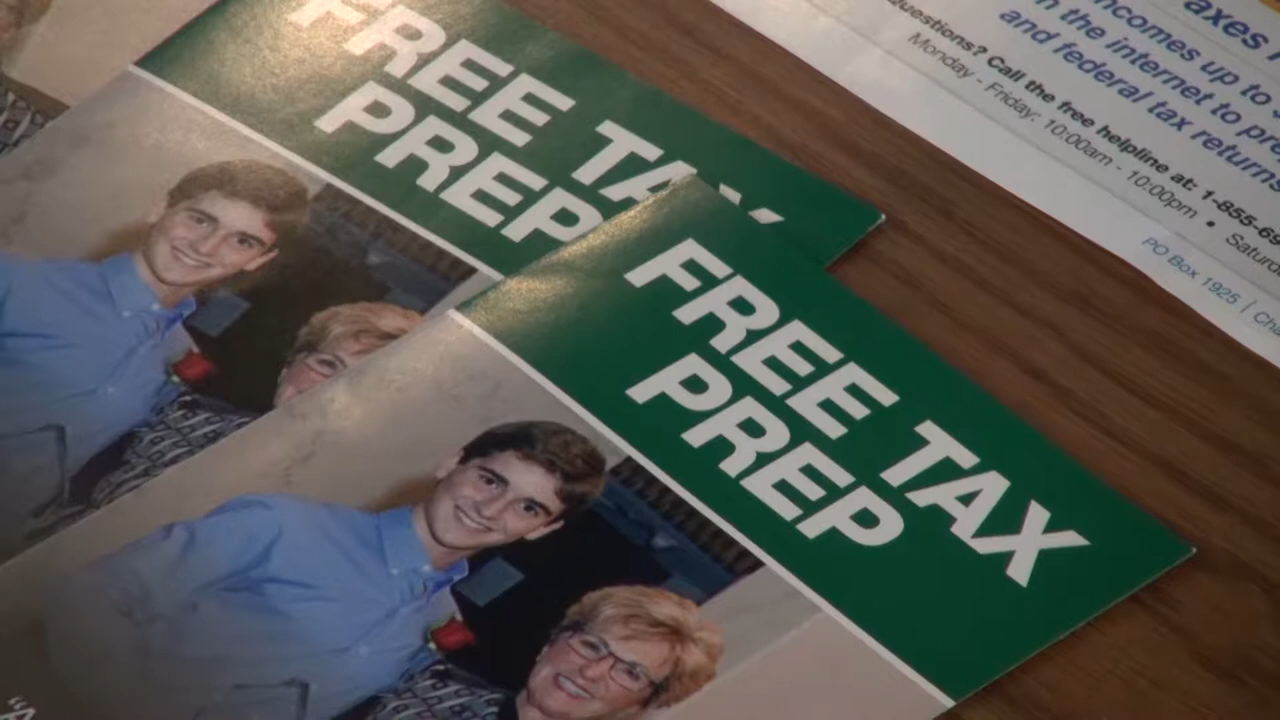 FREE TAX
PREP
FREE TAX
PREP
axes
ncomes up to
n the internet to pre
and federal tax returns
Questions? Call the free helpline at: 1-855-69
Monday - Friday: 10:00am - 10:00pm • Saturd
PO Box 1925 |
"A